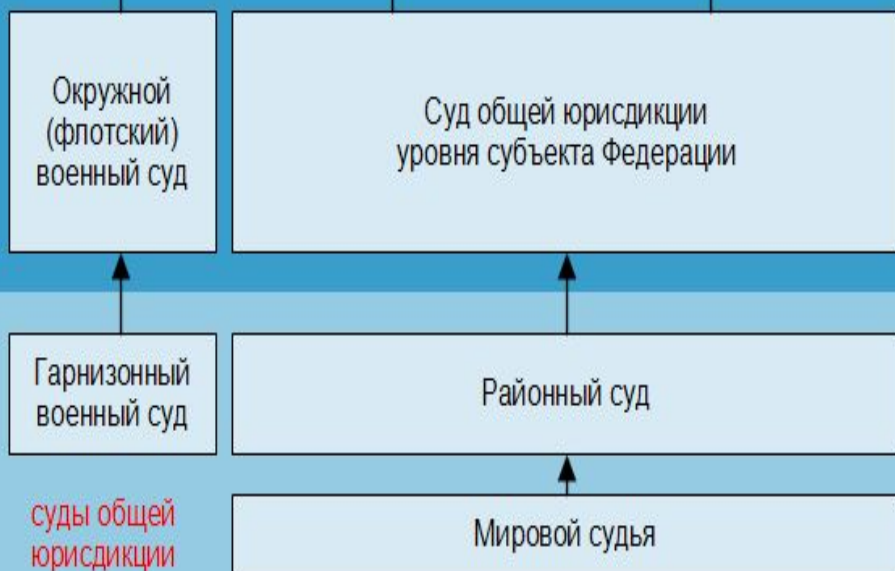 Окружной
(флотский)
военный суд
Суд общей юрисдикции
уровня субъекта Федерации
Гарнизонный
военный суд
Районный суд
суды общей
юрисдикции
Мировой судья